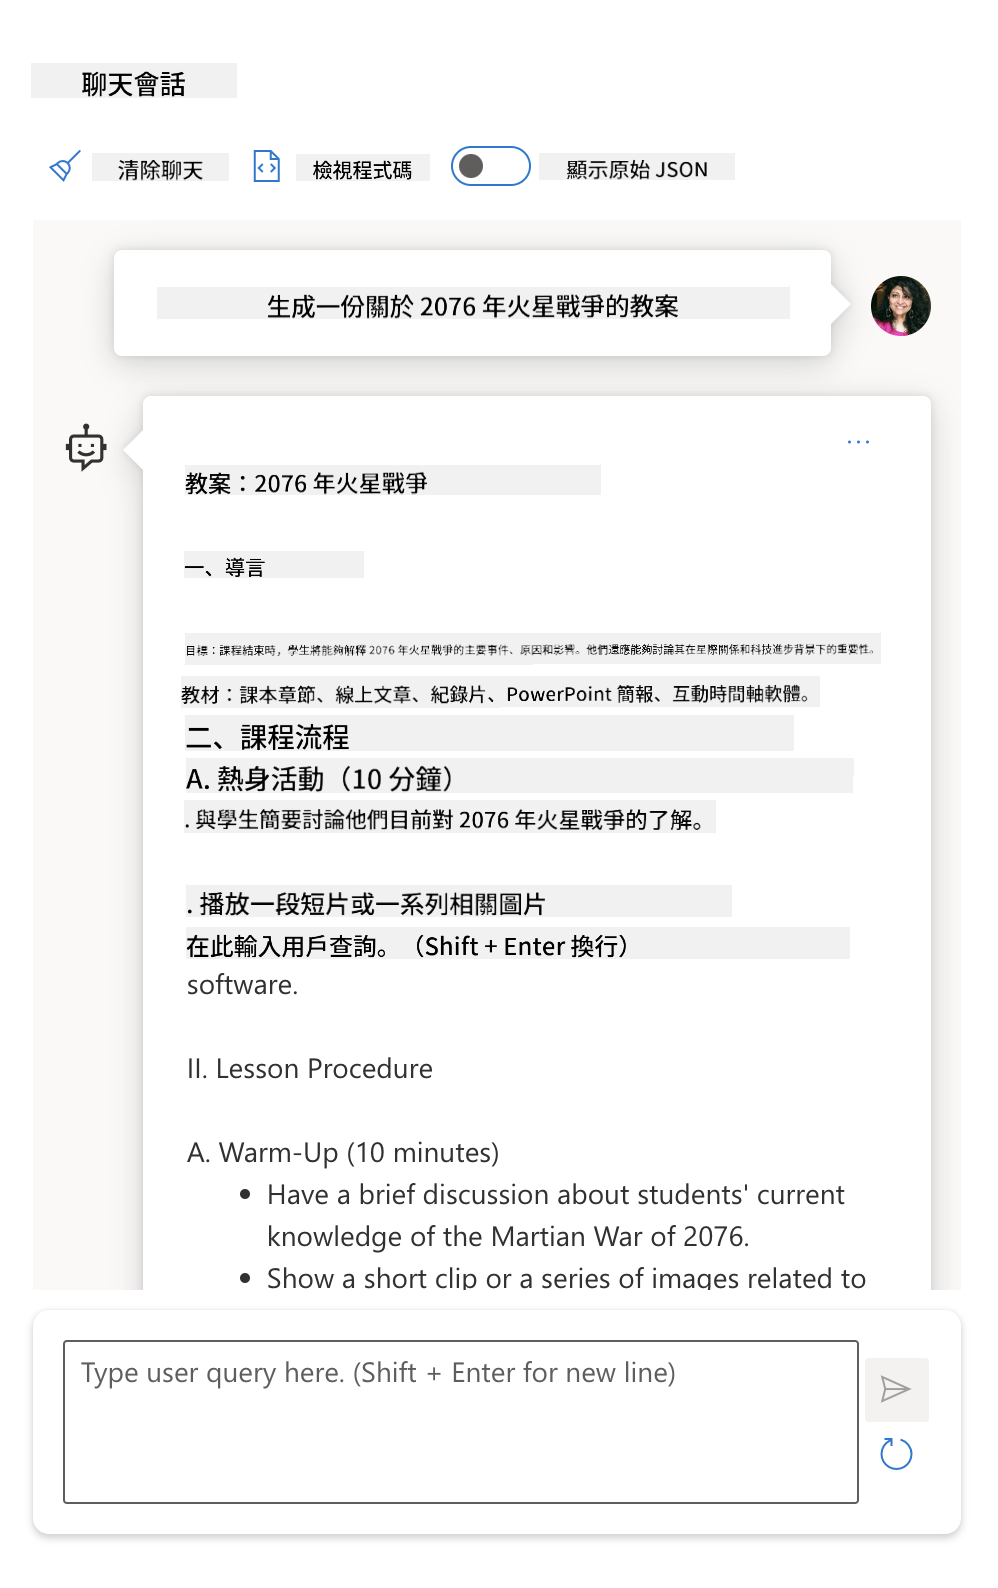 聊天會話
清除聊天 檢視程式碼 顯示原始 JSON
生成一份關於 2076 年火星戰爭的教案
教案：2076 年火星戰爭
一、導言
目標：課程結束時，學生將能夠解釋 2076 年火星戰爭的主要事件、原因和影響。他們還應能夠討論其在星際關係和科技進步背景下的重要性。
教材：課本章節、線上文章、紀錄片、PowerPoint 簡報、互動時間軸軟體。
二、課程流程
A. 熱身活動（10 分鐘）
. 與學生簡要討論他們目前對 2076 年火星戰爭的了解。
. 播放一段短片或一系列相關圖片
在此輸入用戶查詢。（Shift + Enter 換行）
software.
II. Lesson Procedure
A. Warm-Up (10 minutes)
• Have a brief discussion about students' current
knowledge of the Martian War of 2076.
• Show a short clip or a series of images related to
Type user query here. (Shift + Enter for new line)